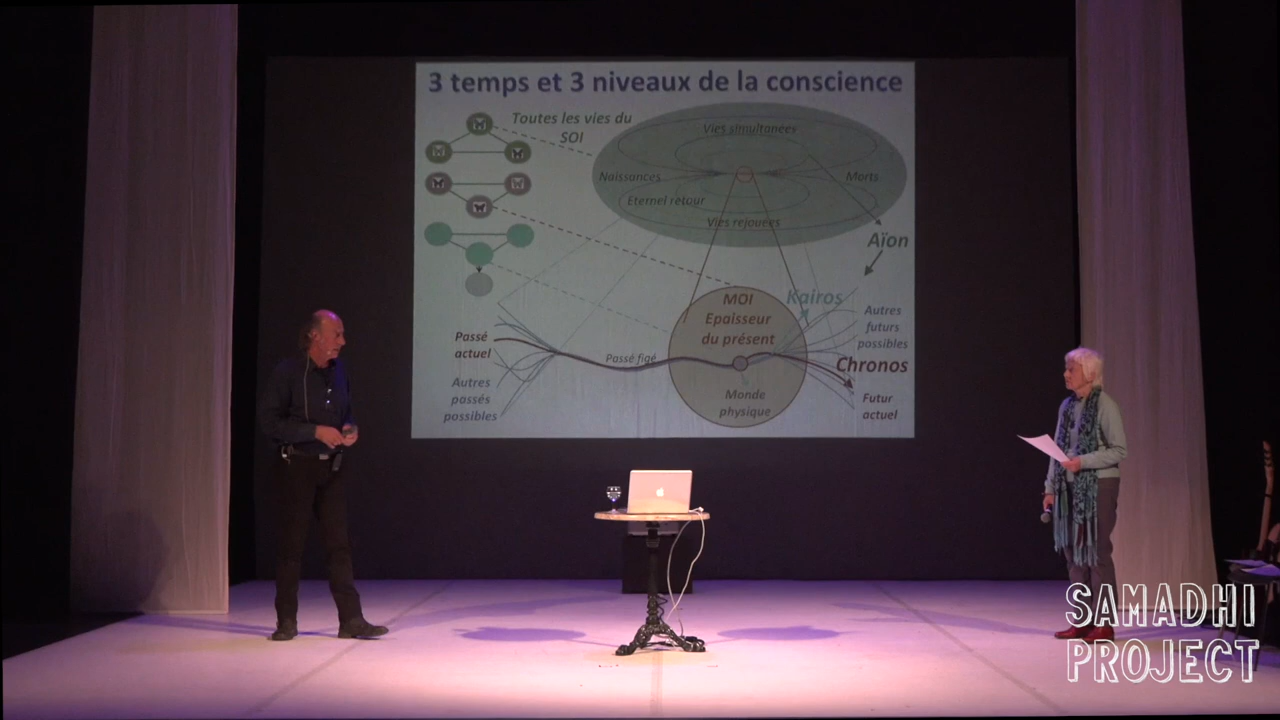 3 temps et 3 niveaux de la conscience
Toutes les vies du
SOI
Vies simultanées
Naissances
Morts
Eternel retour
Vies rejouées
Aïon
MOI
Epaisseur
du présent
Kairos
Autres
futurs
possibles
Passé
actuel
Passé figé
Chronos
Autres
passés
possibles
Monde
physique
Futur
actuel
SAMADHI
PROJECT